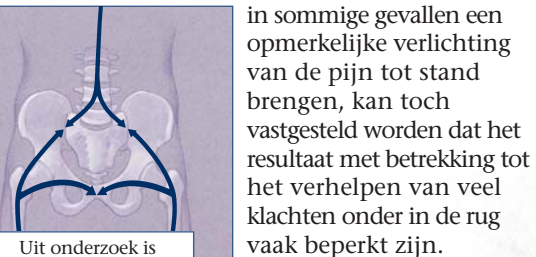 in sommige gevallen een
opmerkelijke verlichting
van de pijn tot stand
brengen, kan toch
vastgesteld worden dat het
resultaat met betrekking tot
het verhelpen van veel
klachten onder in de rug
vaak beperkt zijn.
Uit onderzoek is